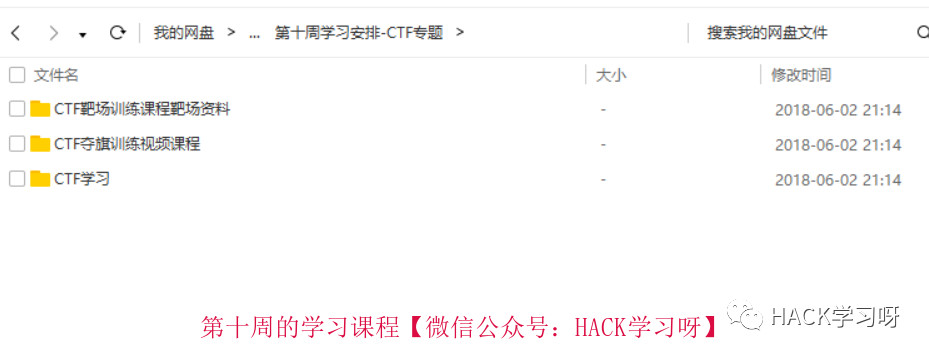 我的网盘 > ... 第十周学习安排-CTF专题 > 搜索我的网盘文件
文件名 大小 修改时间
CTF靶场训练课程靶场资料 - 2018-06-02 21:14
CTF夺旗训练视频课程 - 2018-06-02 21:14
CTF学习 - 2018-06-02 21:14
第十周的学习课程【微信公众号：HACK学习呀】
HACK学习呀